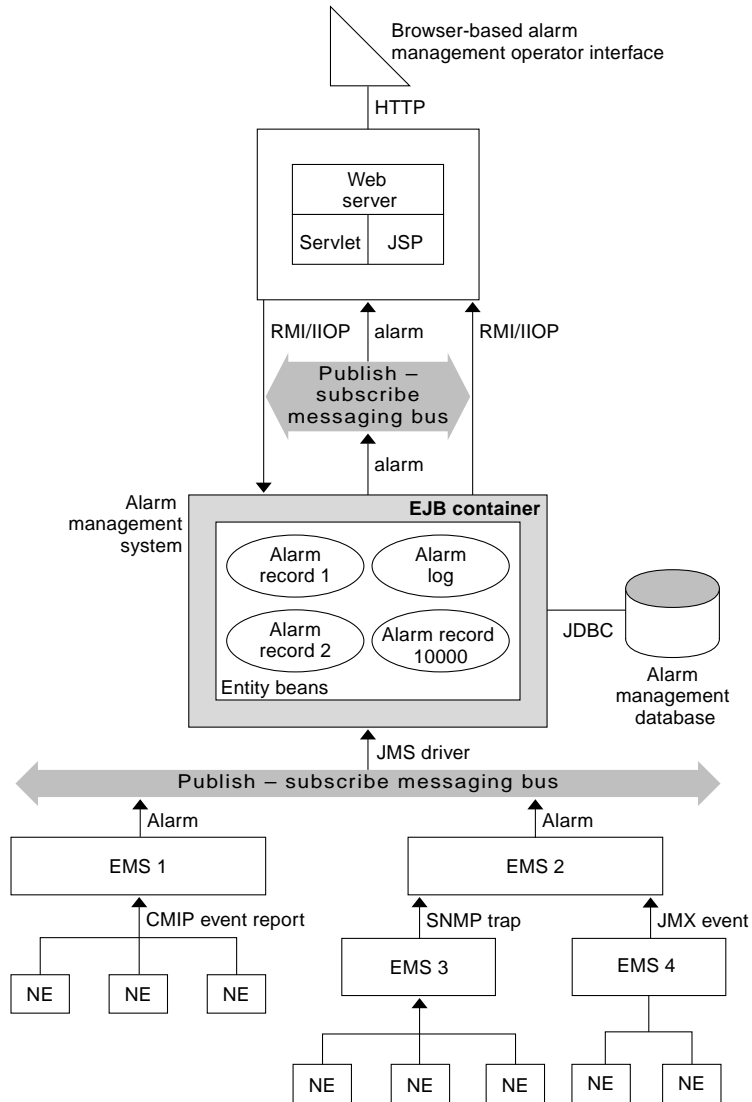 Browser-based alarm
management operator interface
HTTP
Web
server
Servlet
JSP
RMI/IIOP
alarm
RMI/IIOP
Publish –
subscribe
messaging bus
alarm
Alarm
management
system
EJB container
Alarm
record 1
Alarm
log
Alarm
record 2
Alarm record
10000
Entity beans
JDBC
Alarm
management
database
JMS driver
Publish – subscribe messaging bus
Alarm
Alarm
EMS 1
EMS 2
CMIP event report
SNMP trap
JMX event
EMS 3
EMS 4
NE
NE
NE
NE
NE
NE
NE
NE